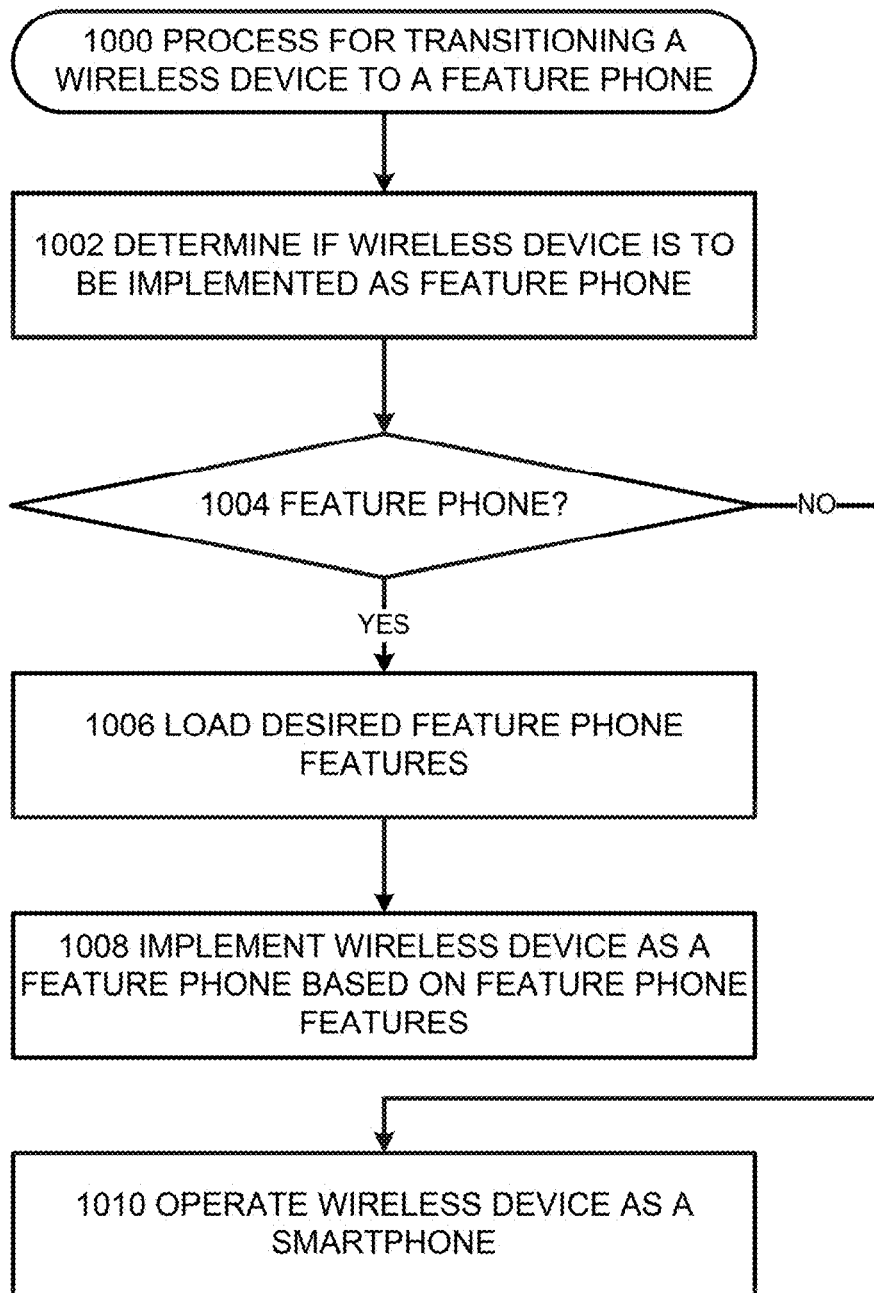 1000 PROCESS FOR TRANSITIONING A
WIRELESS DEVICE TO A FEATURE PHONE
1002 DETERMINE IF WIRELESS DEVICE IS TO
BE IMPLEMENTED AS FEATURE PHONE
1004 FEATURE PHONE?
NO
YES
1006 LOAD DESIRED FEATURE PHONE
FEATURES
1008 IMPLEMENT WIRELESS DEVICE AS A
FEATURE PHONE BASED ON FEATURE PHONE
FEATURES
1010 OPERATE WIRELESS DEVICE AS A
SMARTPHONE